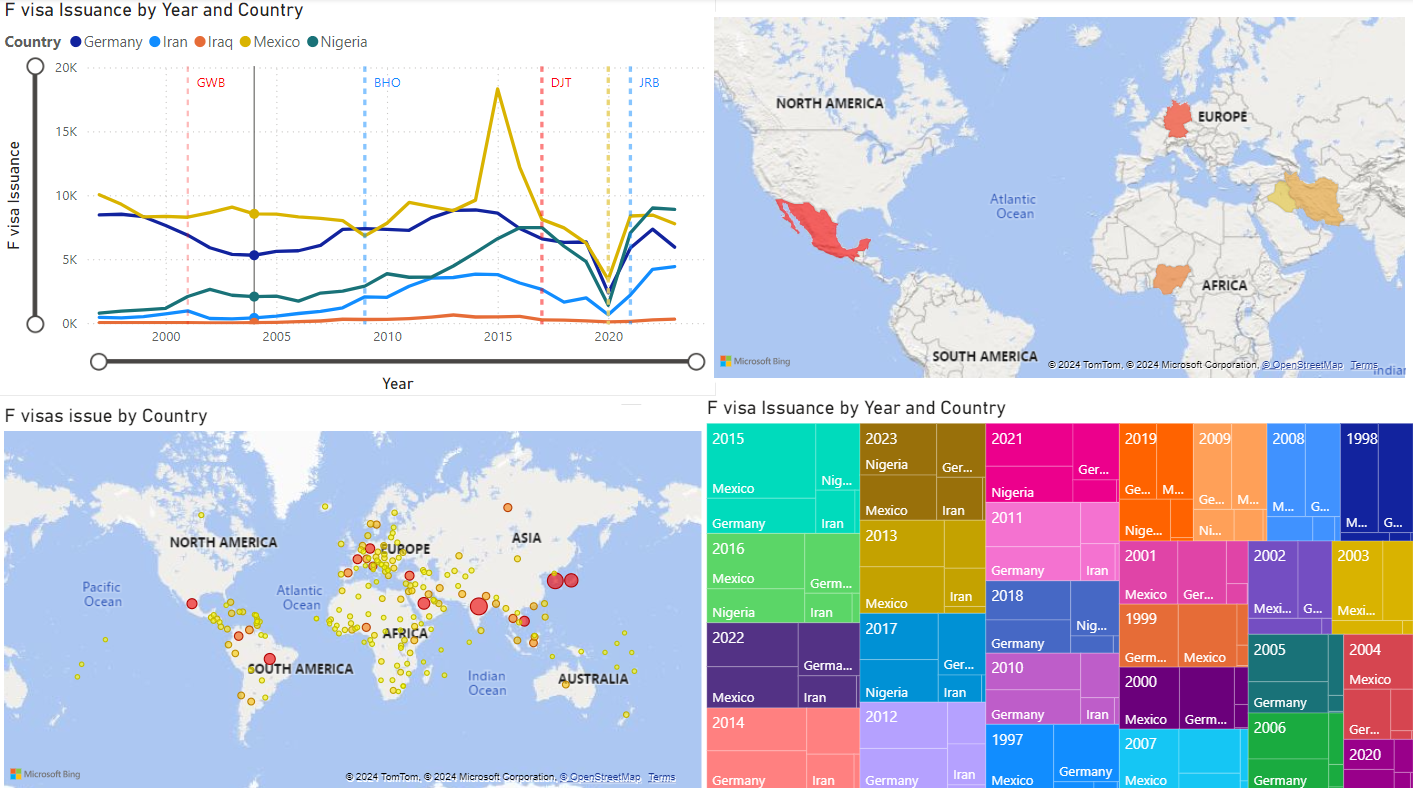 F visa Issuance by Year and Country
Country Germany Iran Iraq Mexico Nigeria
20K
15K
10K
5K
0K
F visa Issuance
GWB
BHO
DJT
JRB
2000
2005
2010
2015
2020
Year
NORTH AMERICA
EUROPE
Atlantic
Ocean
AFRICA
SOUTH AMERICA
Microsoft Bing
© 2024 TomTom, © 2024 Microsoft Corporation, © OpenStreetMap Terms
Indian
F visas issue by Country
NORTH AMERICA
EUROPE
ASIA
Pacific
Ocean
Atlantic
Ocean
AFRICA
SOUTH AMERICA
Indian
Ocean
AUSTRALIA
Microsoft Bing
© 2024 TomTom, © 2024 Microsoft Corporation, © OpenStreetMap Terms
F visa Issuance by Year and Country
2015
Mexico
Nig...
Germany
Iran
2016
Mexico
Germ...
Nigeria
Iran
2022
Germa...
Mexico
Iran
2014
Germany
Iran
2023
Nigeria
Ger...
Mexico
Iran
2013
Mexico
Iran
2017
Ger...
Nigeria
Iran
2012
Germany
Iran
2021
Ger...
Nigeria
2011
Germany
Iran
2018
Nig...
Germany
2010
Germany
Iran
1997
Mexico
Germany
2019
Ge...
M...
Nige...
2009
Ge...
M...
Ni...
2008
M...
G...
1998
M...
G...
2001
Mexico
Ger...
1999
Germ...
Mexico
2000
Mexico
Germ...
2007
Mexico
2002
Mexi...
G...
2003
Mexi...
2005
Germany
2006
Germany
2004
Mexico
Ger...
2020